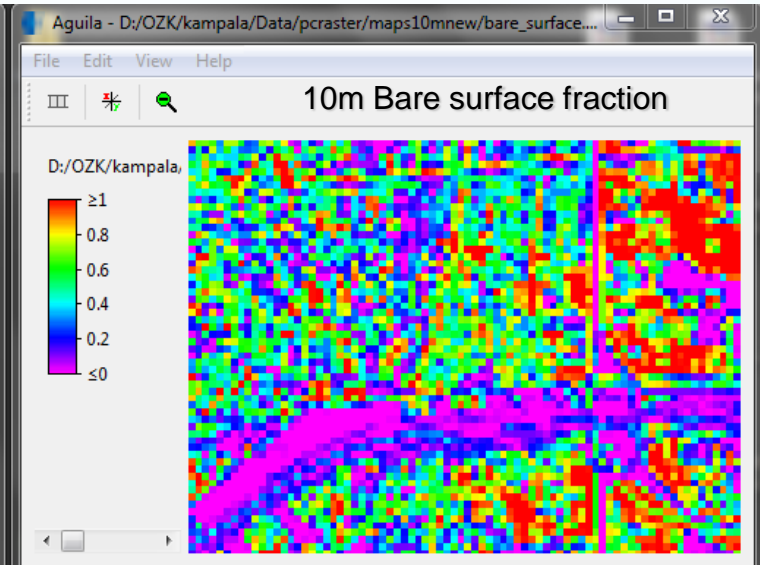 Aguila - D:/OZK/kampala/Data/pcraster/maps10mnew/bare_surface....
File Edit View Help
10m Bare surface fraction
D:/OZK/kampala/
≥1
0.8
0.6
0.4
0.2
≤0